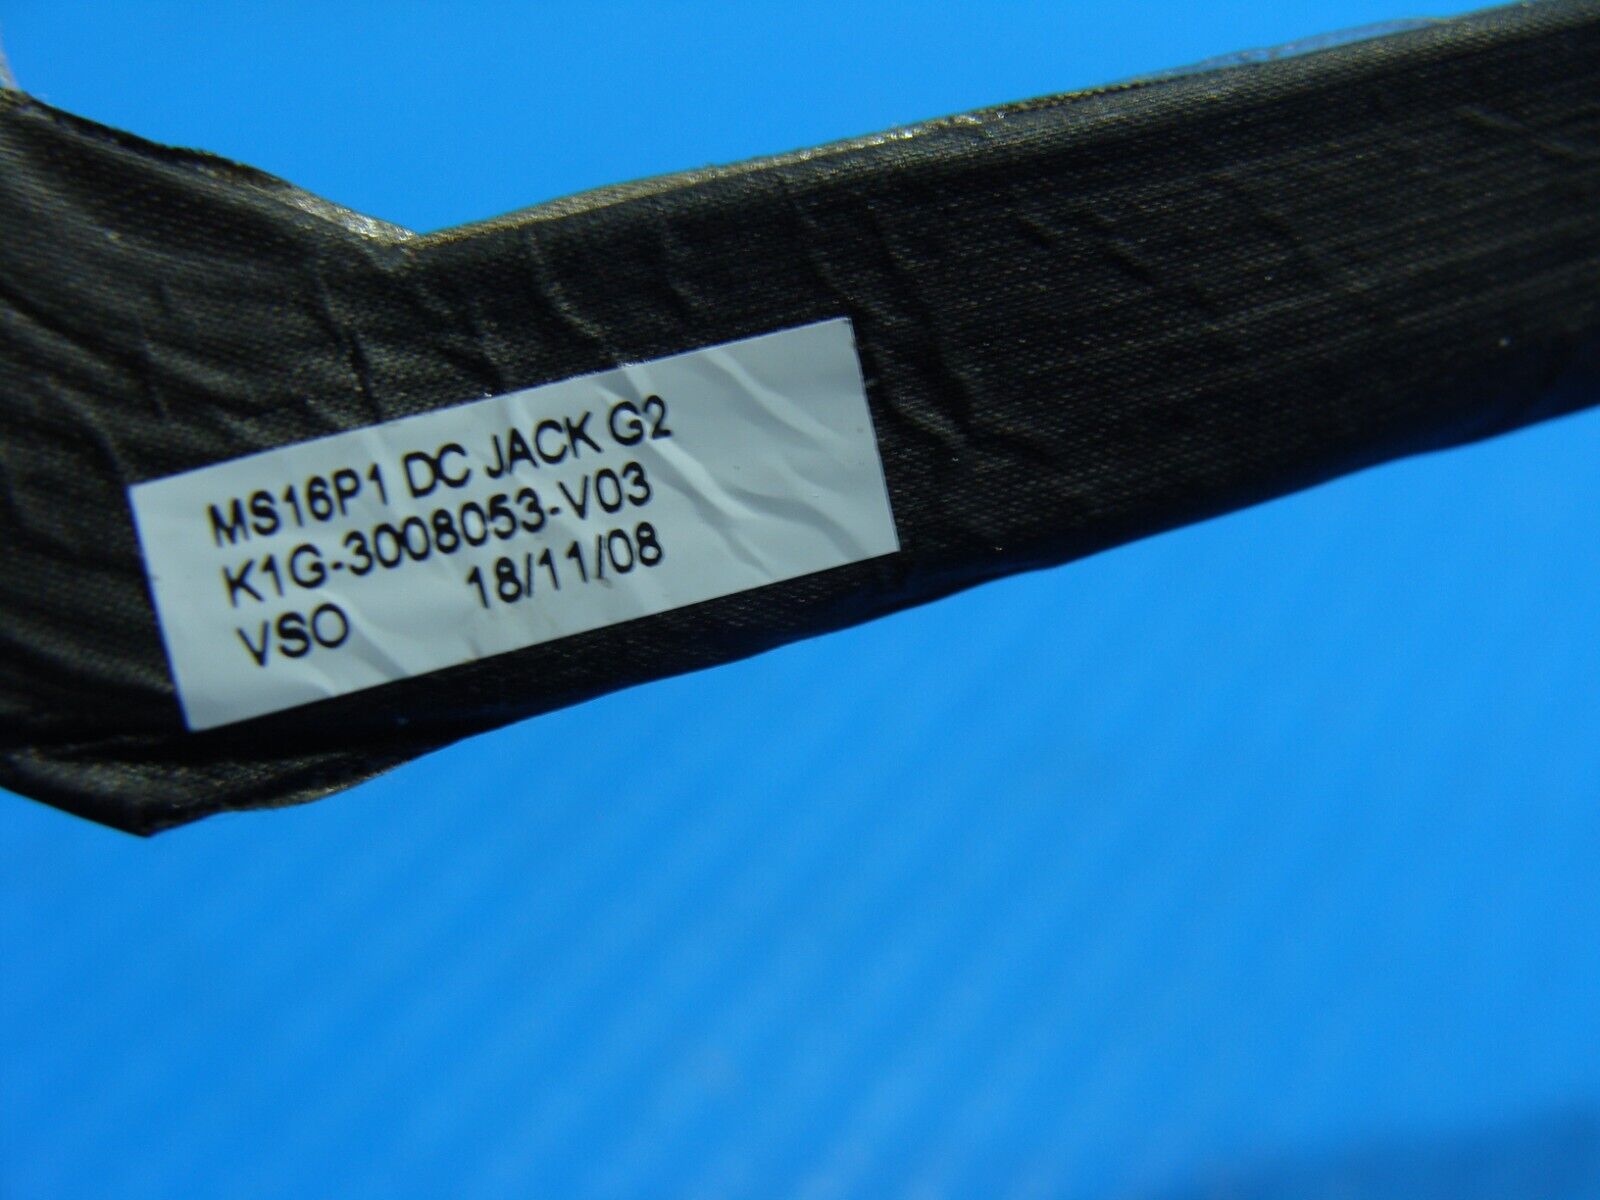 MS16P1 DC JACK G2
K1G-3008053-V03
VSO 18/11/08